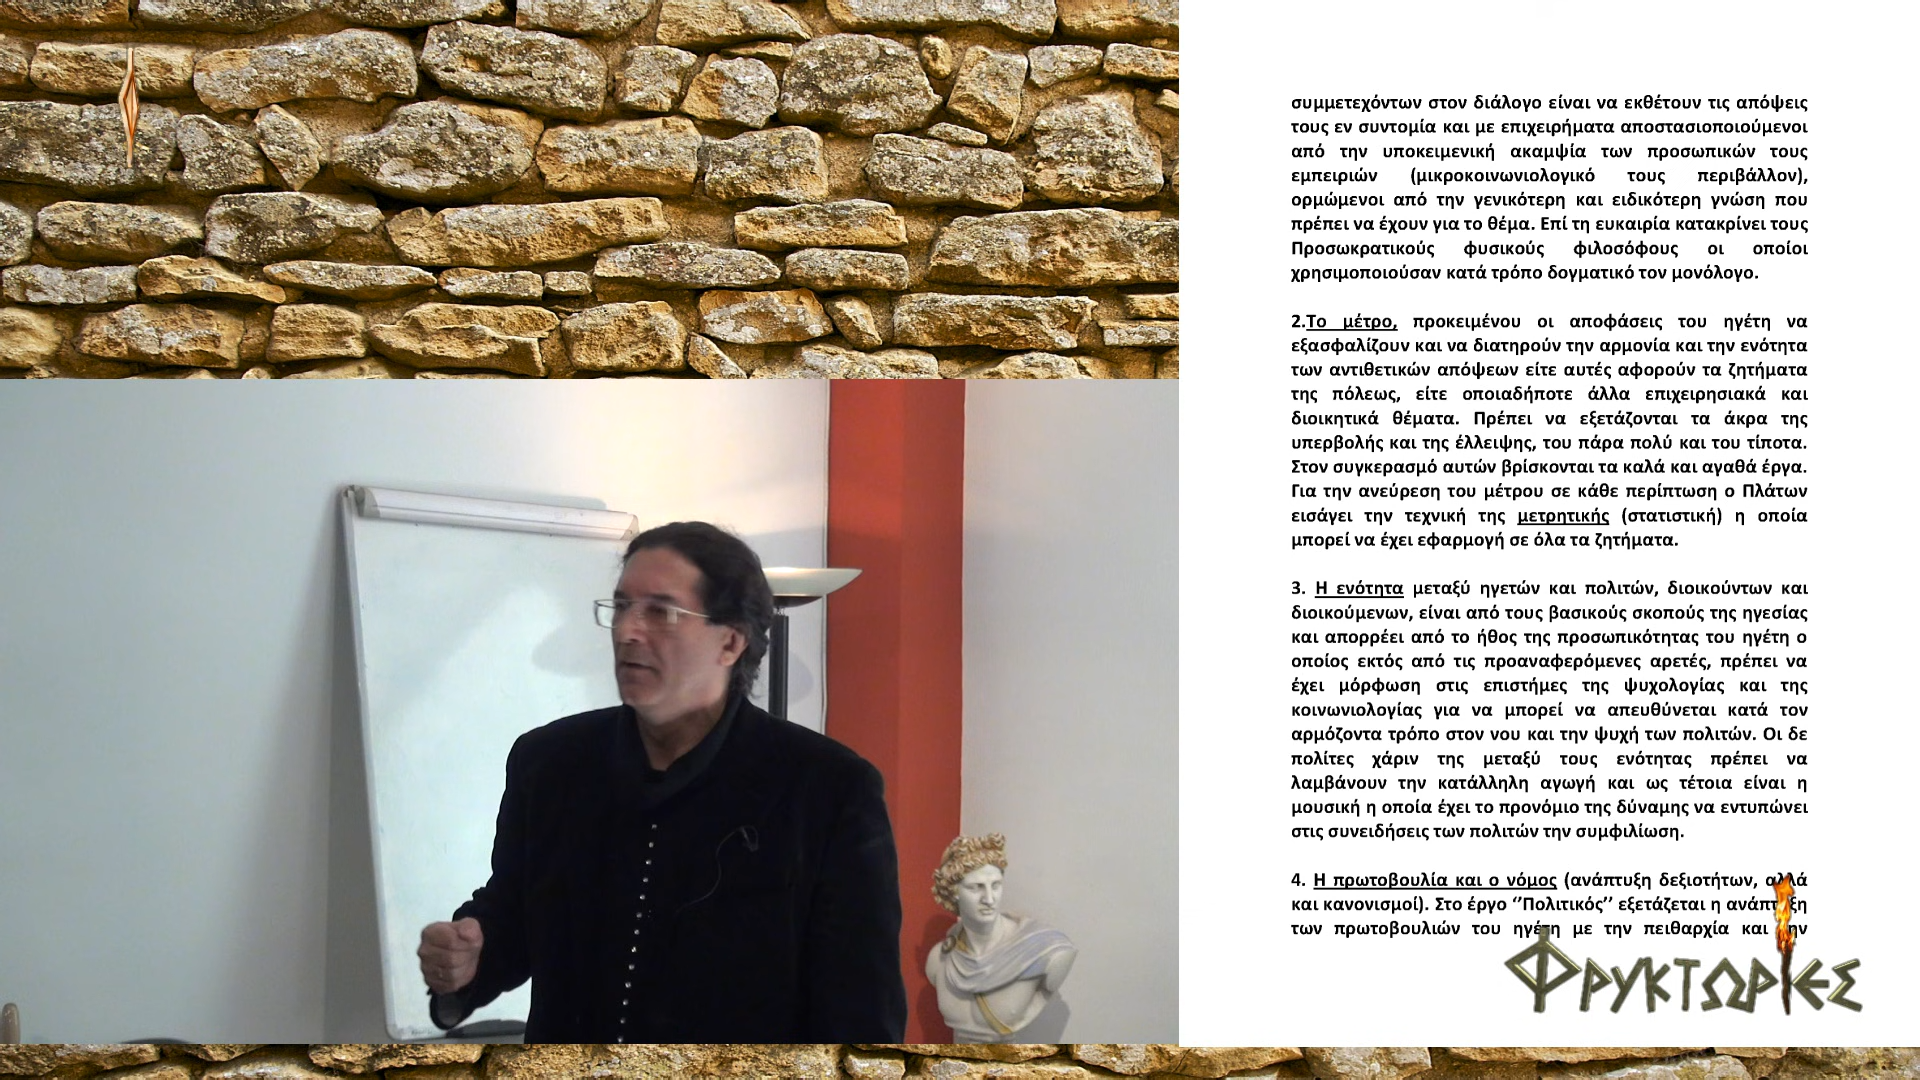 συμμετεχόντων στον διάλογο είναι να εκθέτουν τις απόψεις
τους εν συντομία και με επιχειρήματα αποστασιοποιούμενοι
από την υποκειμενική ακαμψία των προσωπικών τους
εμπειριών (μικροκοινωνιολογικό τους περιβάλλον),
ορμώμενοι από την γενικότερη και ειδικότερη γνώση που
πρέπει να έχουν για το θέμα. Επί τη ευκαιρία κατακρίνει τους
Προσωκρατικούς φυσικούς φιλοσόφους οι οποίοι
χρησιμοποιούσαν κατά τρόπο δογματικό τον μονόλογο.
2.Το μέτρο, προκειμένου οι αποφάσεις του ηγέτη να
εξασφαλίζουν και να διατηρούν την αρμονία και την ενότητα
των αντιθετικών απόψεων είτε αυτές αφορούν τα ζητήματα
της πόλεως, είτε οποιαδήποτε άλλα επιχειρησιακά και
διοικητικά θέματα. Πρέπει να εξετάζονται τα άκρα της
υπερβολής και της έλλειψης, του πάρα πολύ και του τίποτα.
Στον συγκερασμό αυτών βρίσκονται τα καλά και αγαθά έργα.
Για την ανεύρεση του μέτρου σε κάθε περίπτωση ο Πλάτων
εισάγει την τεχνική της μετρητικής (στατιστική) η οποία
μπορεί να έχει εφαρμογή σε όλα τα ζητήματα.
3. Η ενότητα μεταξύ ηγετών και πολιτών, διοικούντων και
διοικούμενων, είναι από τους βασικούς σκοπούς της ηγεσίας
και απορρέει από το ήθος της προσωπικότητας του ηγέτη ο
οποίος εκτός από τις προαναφερόμενες αρετές, πρέπει να
έχει μόρφωση στις επιστήμες της ψυχολογίας και της
κοινωνιολογίας για να μπορεί να απευθύνεται κατά τον
αρμόζοντα τρόπο στον νου και την ψυχή των πολιτών. Οι δε
πολίτες χάριν της μεταξύ τους ενότητας πρέπει να
λαμβάνουν την κατάλληλη αγωγή και ως τέτοια είναι η
μουσική η οποία έχει το προνόμιο της δύναμης να εντυπώνει
στις συνειδήσεις των πολιτών την συμφιλίωση.
4. Η πρωτοβουλία και ο νόμος (ανάπτυξη δεξιοτήτων, αλλά
και κανονισμοί). Στο έργο ‘’Πολιτικός’’ εξετάζεται η ανάπτυξη
των πρωτοβουλιών του ηγέτη με την πειθαρχία και την
ΦΡΥΚΤΩΡΙΕΣ